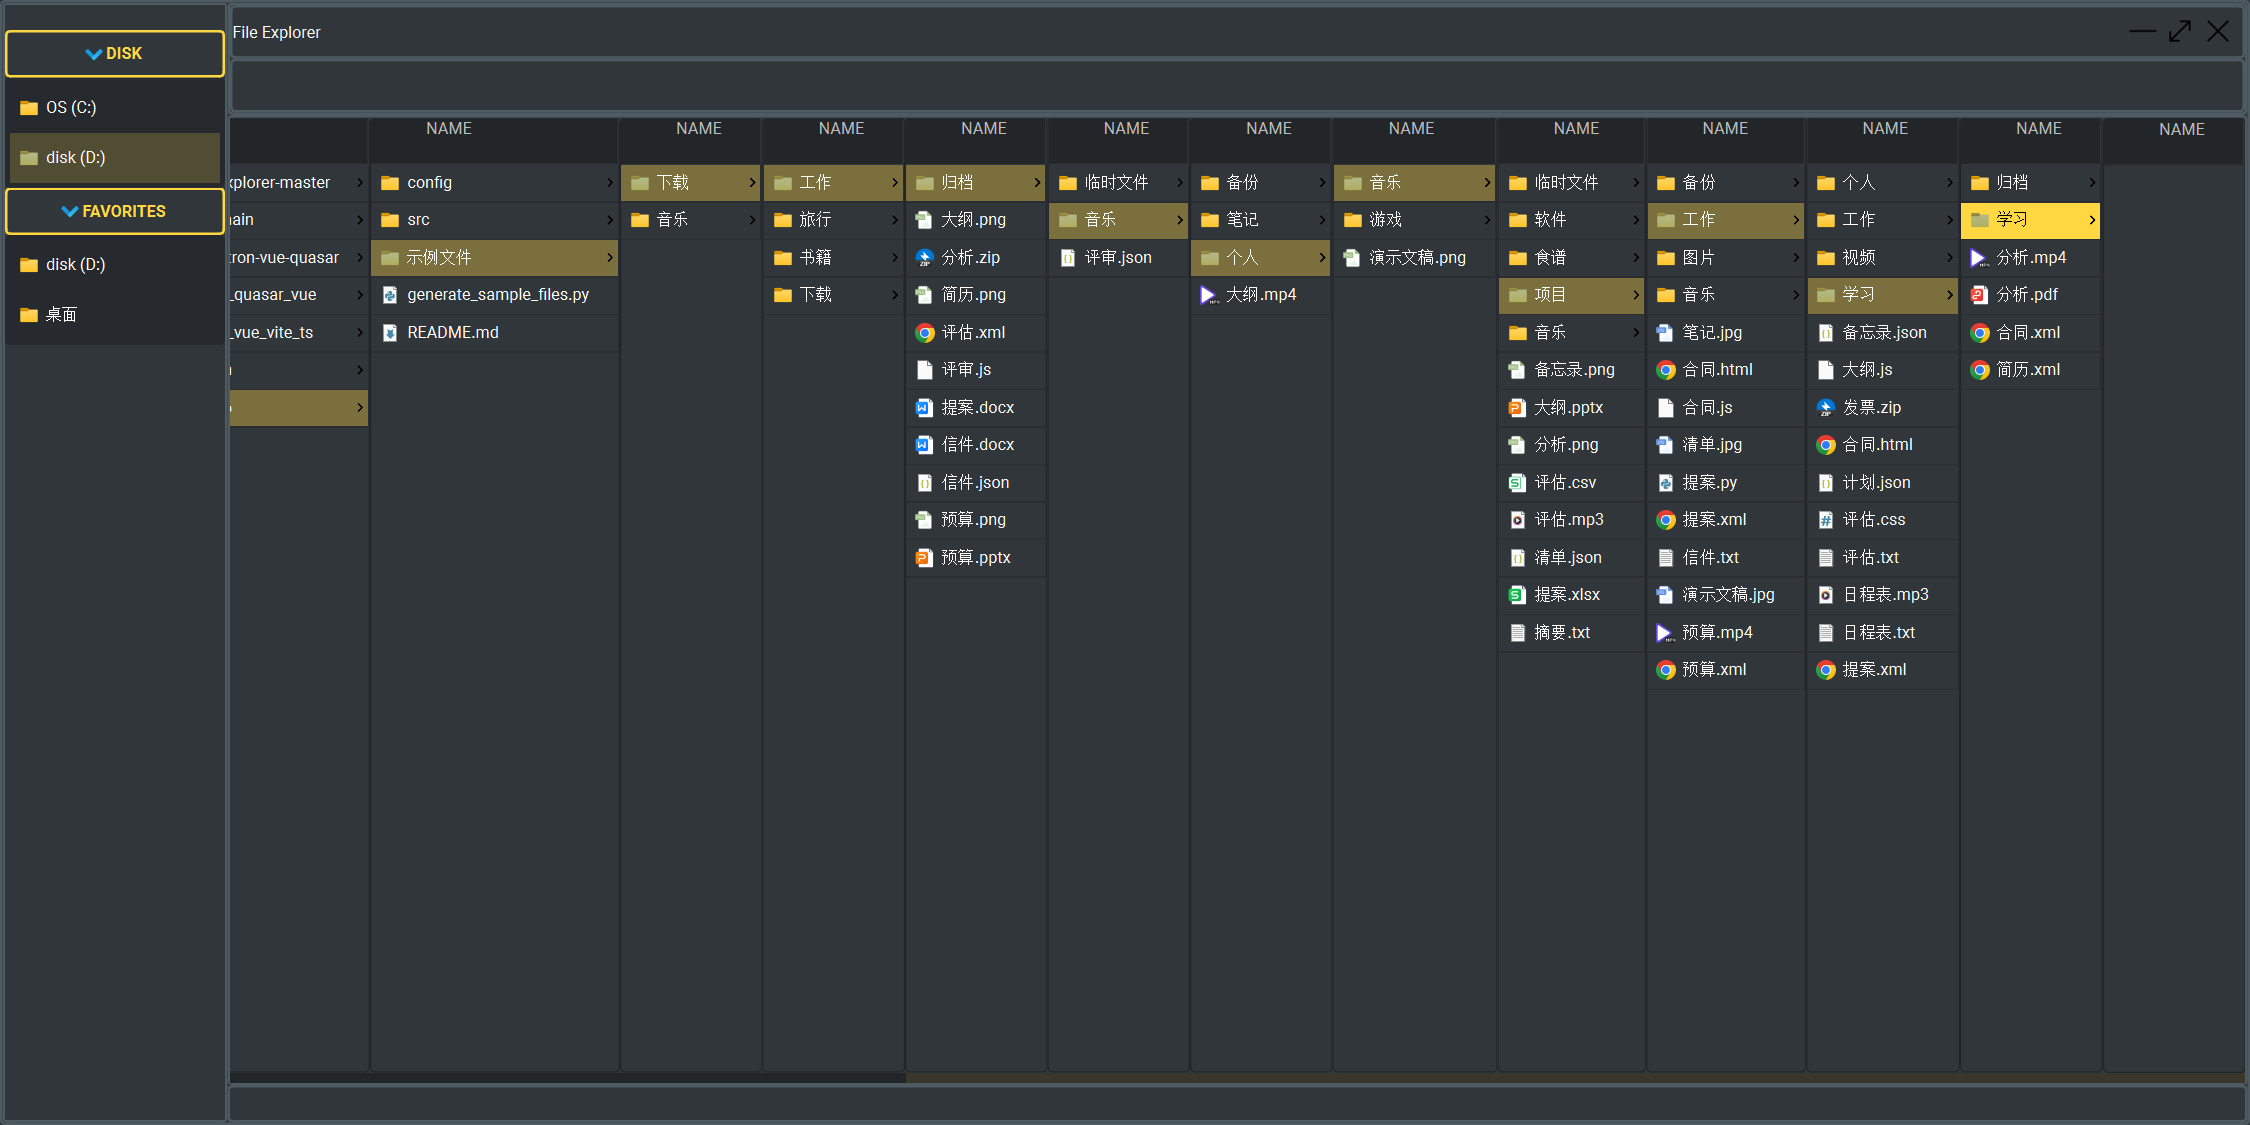 File Explorer
DISK
OS (C:)
disk (D:)
FAVORITES
disk (D:)
桌面
xplorer-master
ain
tron-vue-quasar
_quasar_vue
_vue_vite_ts
NAME
config
src
示例文件
generate_sample_files.py
README.md
NAME
下载
音乐
NAME
工作
旅行
书籍
下载
NAME
归档
大纲.png
分析.zip
简历.png
评估.xml
评审.js
提案.docx
信件.docx
信件.json
预算.png
预算.pptx
NAME
临时文件
音乐
评审.json
NAME
备份
笔记
个人
大纲.mp4
NAME
音乐
游戏
演示文稿.png
NAME
临时文件
软件
食谱
项目
音乐
备忘录.png
大纲.pptx
分析.png
评估.csv
评估.mp3
清单.json
提案.xlsx
摘要.txt
NAME
备份
工作
图片
音乐
笔记.jpg
合同.html
合同.js
清单.jpg
提案.py
提案.xml
信件.txt
演示文稿.jpg
预算.mp4
预算.xml
NAME
个人
工作
视频
学习
备忘录.json
大纲.js
发票.zip
合同.html
计划.json
评估.css
评估.txt
日程表.mp3
日程表.txt
提案.xml
NAME
归档
学习
分析.mp4
分析.pdf
合同.xml
简历.xml
NAME